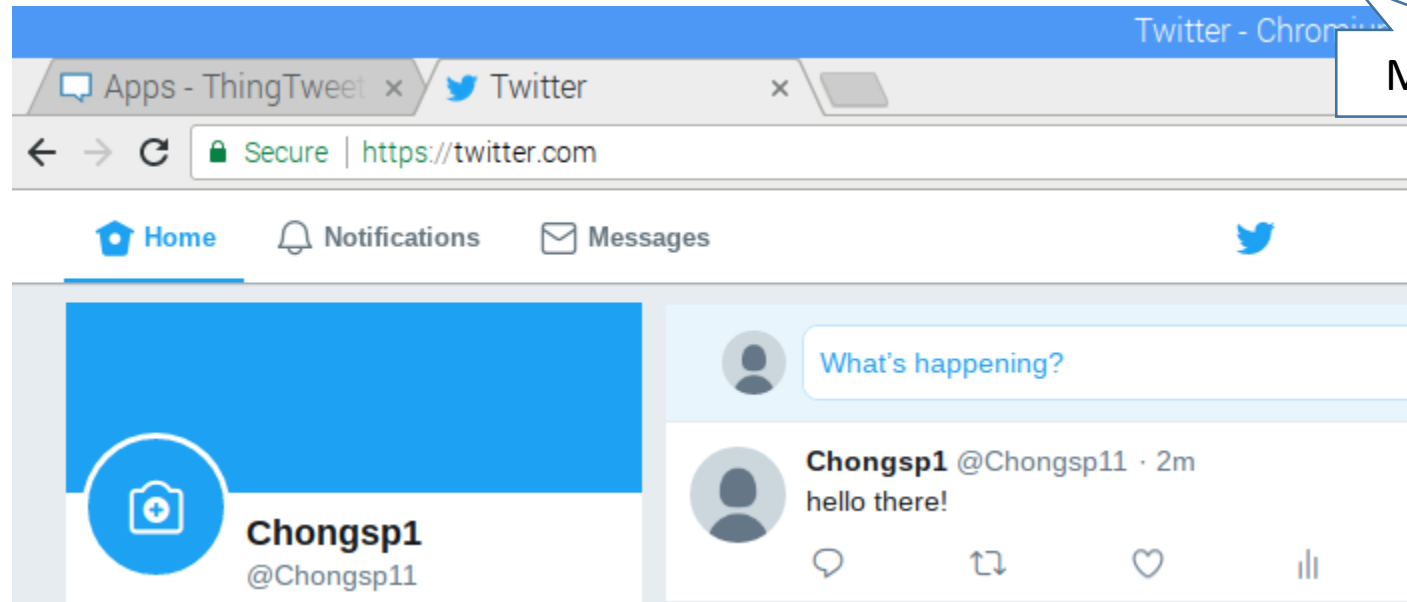 Twitter - Chromium
Apps - ThingTweet
Twitter
Secure | https://twitter.com
Home Notifications Messages
What's happening?
Chongsp1 @Chongsp11 · 2m
hello there!
Chongsp1
@Chongsp11